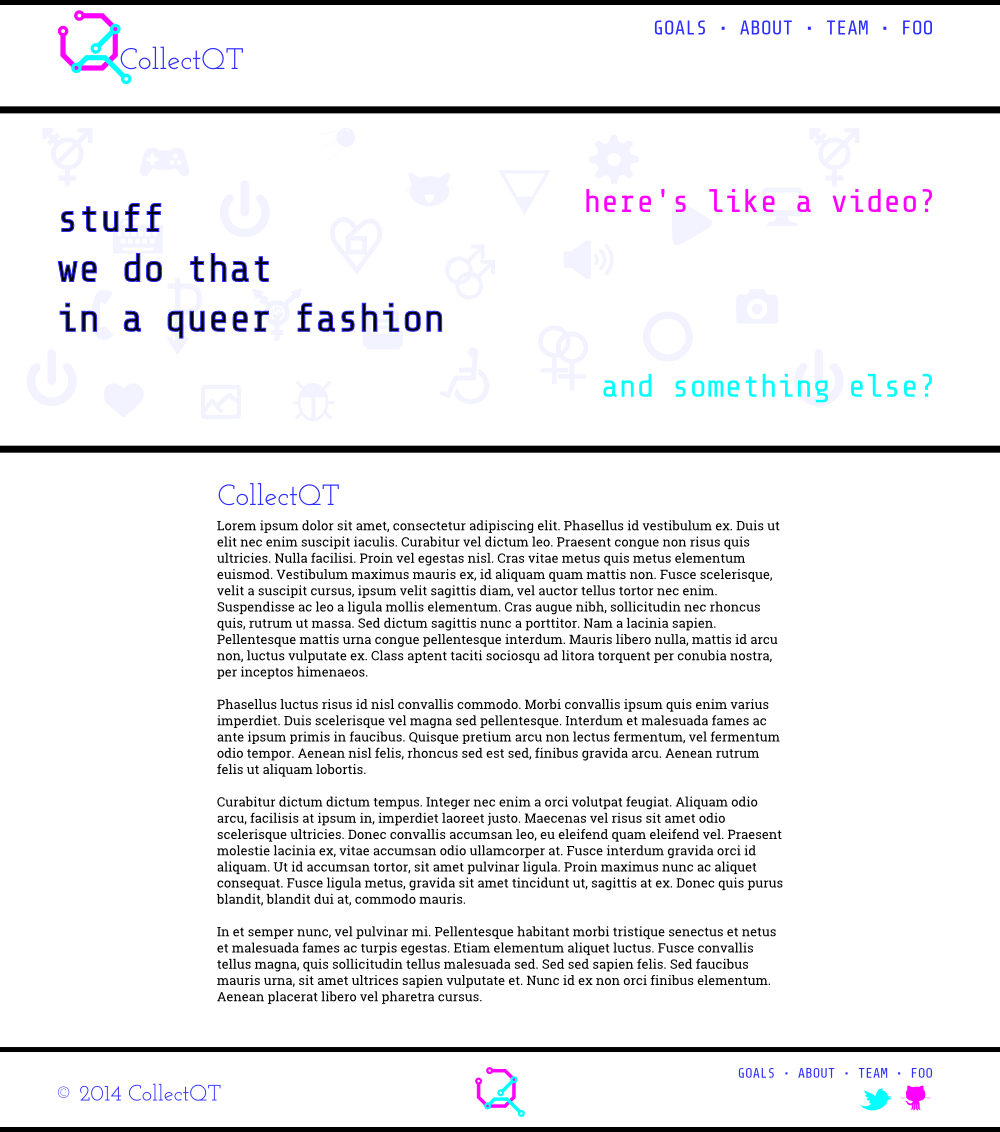 CollectQT
GOALS · ABOUT · TEAM · FOO
stuff
we do that
in a queer fashion
here's like a video?
and something else?
CollectQT
Lorem ipsum dolor sit amet, consectetur adipiscing elit. Phasellus id vestibulum ex. Duis ut
elit nec enim suscipit iaculis. Curabitur vel dictum leo. Praesent congue non risus quis
ultricies. Nulla facilisi. Proin vel egestas nisl. Cras vitae metus quis metus elementum
euismod. Vestibulum maximus mauris ex, id aliquam quam mattis non. Fusce scelerisque,
velit a suscipit cursus, ipsum velit sagittis diam, vel auctor tellus tortor nec enim.
Suspendisse ac leo a ligula mollis elementum. Cras augue nibh, sollicitudin nec rhoncus
quis, rutrum ut massa. Sed dictum sagittis nunc a porttitor. Nam a lacinia sapien.
Pellentesque mattis urna congue pellentesque interdum. Mauris libero nulla, mattis id arcu
non, luctus vulputate ex. Class aptent taciti sociosqu ad litora torquent per conubia nostra,
per inceptos himenaeos.
Phasellus luctus risus id nisl convallis commodo. Morbi convallis ipsum quis enim varius
imperdiet. Duis scelerisque vel magna sed pellentesque. Interdum et malesuada fames ac
ante ipsum primis in faucibus. Quisque pretium arcu non lectus fermentum, vel fermentum
odio tempor. Aenean nisl felis, rhoncus sed est sed, finibus gravida arcu. Aenean rutrum
felis ut aliquam lobortis.
Curabitur dictum dictum tempus. Integer nec enim a orci volutpat feugiat. Aliquam odio
arcu, facilisis at ipsum in, imperdiet laoreet justo. Maecenas vel risus sit amet odio
scelerisque ultricies. Donec convallis accumsan leo, eu eleifend quam eleifend vel. Praesent
molestie lacinia ex, vitae accumsan odio ullamcorper at. Fusce interdum gravida orci id
aliquam. Ut id accumsan tortor, sit amet pulvinar ligula. Proin maximus nunc ac aliquet
consequat. Fusce ligula metus, gravida sit amet tincidunt ut, sagittis at ex. Donec quis purus
blandit, blandit dui at, commodo mauris.
In et semper nunc, vel pulvinar mi. Pellentesque habitant morbi tristique senectus et netus
et malesuada fames ac turpis egestas. Etiam elementum aliquet luctus. Fusce convallis
tellus magna, quis sollicitudin tellus malesuada sed. Sed sed sapien felis. Sed faucibus
mauris urna, sit amet ultrices sapien vulputate et. Nunc id ex non orci finibus elementum.
Aenean placerat libero vel pharetra cursus.
© 2014 CollectQT
GOALS · ABOUT · TEAM · FOO